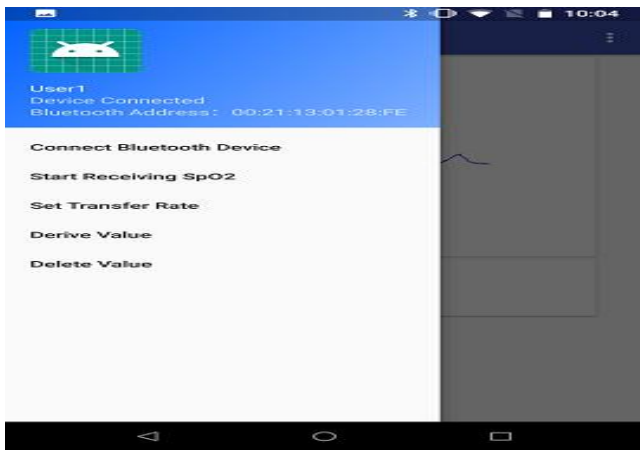 10:04
User1
Device Connected
Bluetooth Address: 00:21:13:01:28:FE
Connect Bluetooth Device
Start Receiving SpO2
Set Transfer Rate
Derive Value
Delete Value